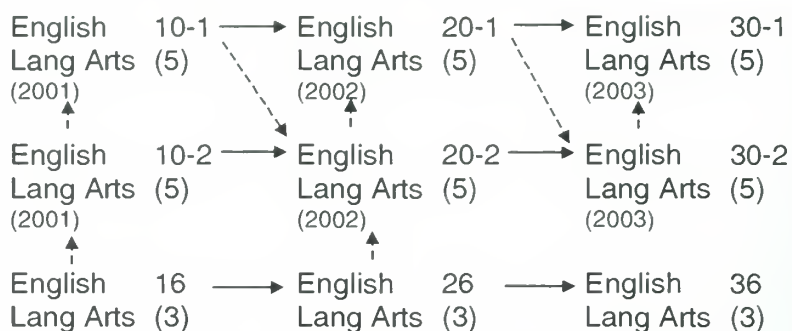 English 10-1 English 20-1 English 30-1
Lang Arts (5) Lang Arts (5) Lang Arts (5)
(2001) (2002) (2003)
English 10-2 English 20-2 English 30-2
Lang Arts (5) Lang Arts (5) Lang Arts (5)
(2001) (2002) (2003)
English 16 English 26 English 36
Lang Arts (3) Lang Arts (3) Lang Arts (3)